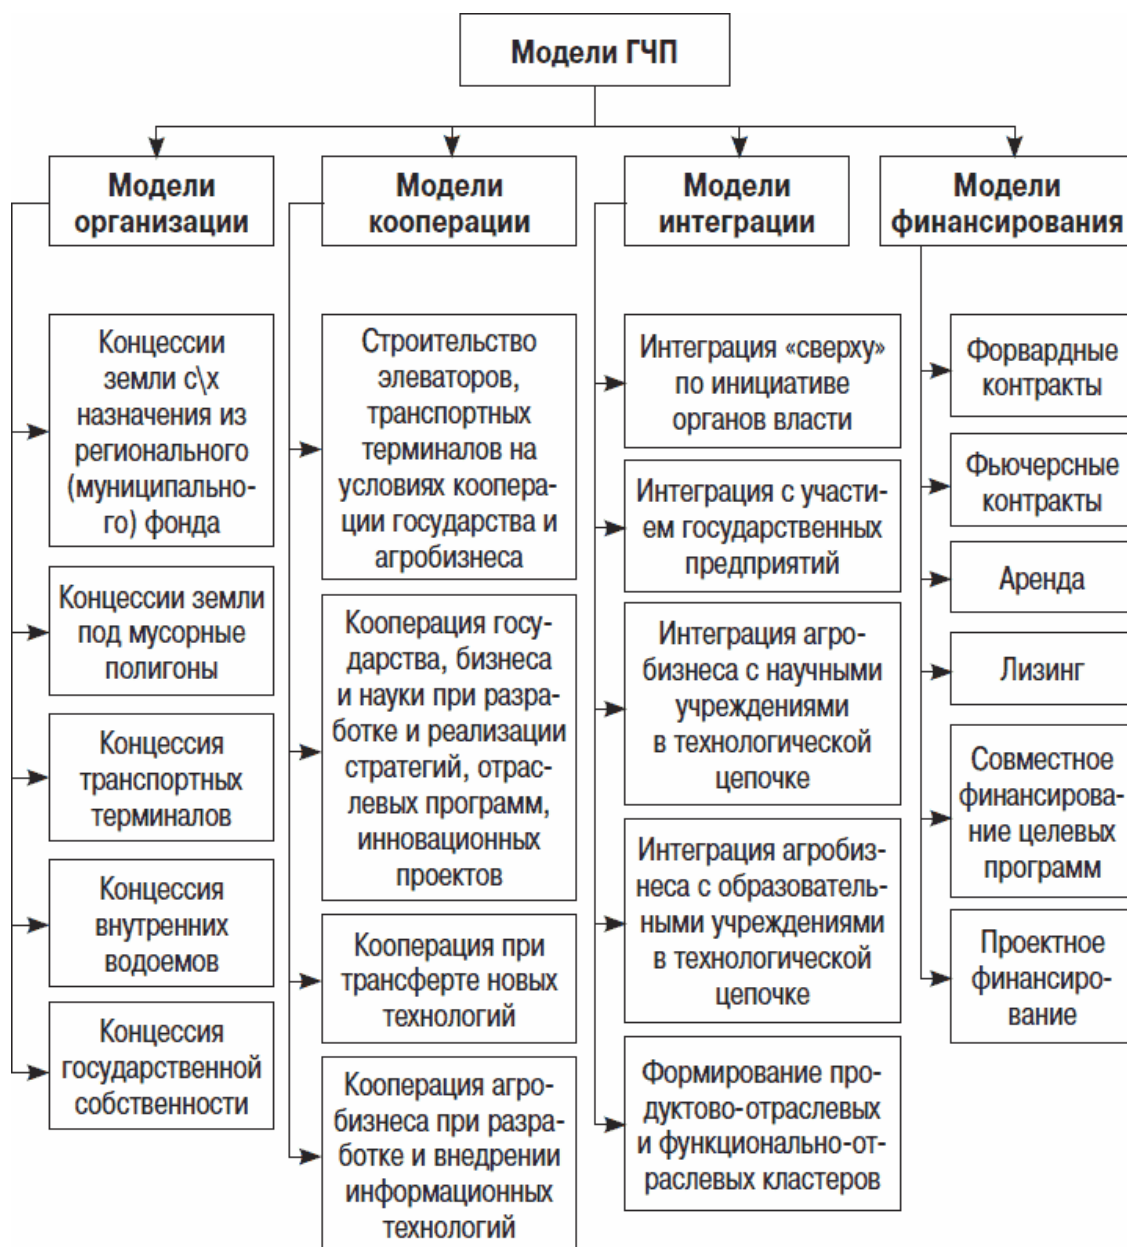 Модели ГЧП
Модели
организации
Концессии
земли с\х
назначения из
регионального
(муниципально-
го) фонда
Концессии земли
под мусорные
полигоны
Концессия
транспортных
терминалов
Концессия
внутренних
водоемов
Концессия
государственной
собственности
Модели
кооперации
Строительство
элеваторов,
транспортных
терминалов на
условиях коопера-
ции государства и
агробизнеса
Кооперация госу-
дарства, бизнеса
и науки при разра-
ботке и реализации
стратегий, отрас-
левых программ,
инновационных
проектов
Кооперация при
трансферте новых
технологий
Кооперация агро-
бизнеса при разра-
ботке и внедрении
информационных
технологий
Модели
интеграции
Интеграция «сверху»
по инициативе
органов власти
Интеграция с участи-
ем государственных
предприятий
Интеграция агро-
бизнеса с научными
учреждениями
в технологической
цепочке
Интеграция агробиз-
неса с образователь-
ными учреждениями
в технологической
цепочке
Формирование про-
дуктово-отраслевых
и функционально-от-
раслевых кластеров
Модели
финансирования
Форвардные
контракты
Фьючерсные
контракты
Аренда
Лизинг
Совместное
финансирова-
ние целевых
программ
Проектное
финансиро-
вание